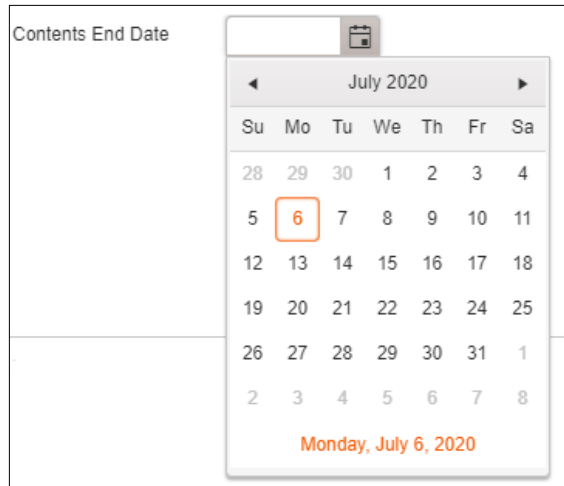 Contents End Date
July 2020
Su Mo Tu We Th Fr Sa
28 29 30 1 2 3 4
5 6 7 8 9 10 11
12 13 14 15 16 17 18
19 20 21 22 23 24 25
26 27 28 29 30 31 1
2 3 4 5 6 7 8
Monday, July 6, 2020